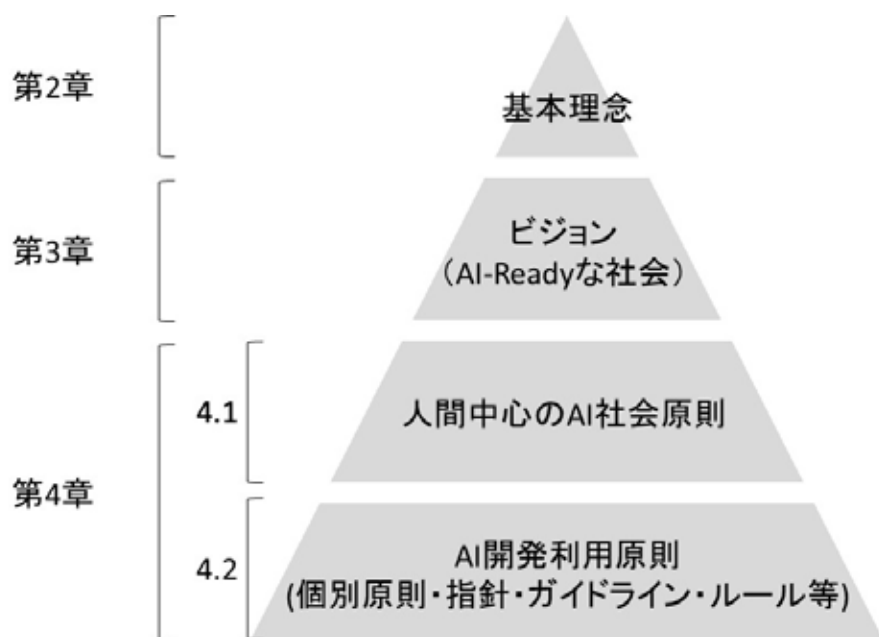 第2章
基本理念
第3章
ビジョン
（AI-Readyな社会）
第4章
4.1
人間中心のAI社会原則
4.2
AI開発利用原則
(個別原則・指針・ガイドライン・ルール等)